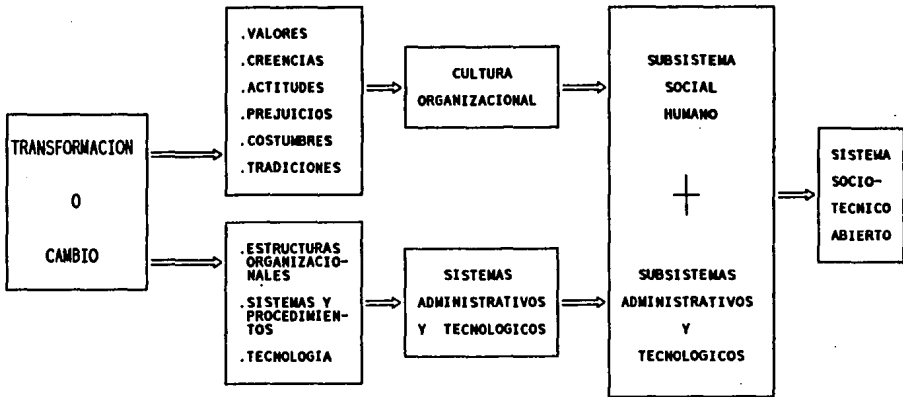 TRANSFORMACION
O
CAMBIO
.VALORES
.CREENCIAS
.ACTITUDES
.PREJUICIOS
.COSTUMBRES
.TRADICIONES
.ESTRUCTURAS
ORGANIZACIO-
NALES
.SISTEMAS Y
PROCEDIMIEN-
TOS
.TECNOLOGIA
CULTURA
ORGANIZACIONAL
SISTEMAS
ADMINISTRATIVOS
Y TECNOLOGICOS
SUBSISTEMA
SOCIAL
HUMANO
+
SUBSISTEMAS
ADMINISTRATIVOS
Y
TECNOLOGICOS
SISTEMA
SOCIO-
TECNICO
ABIERTO